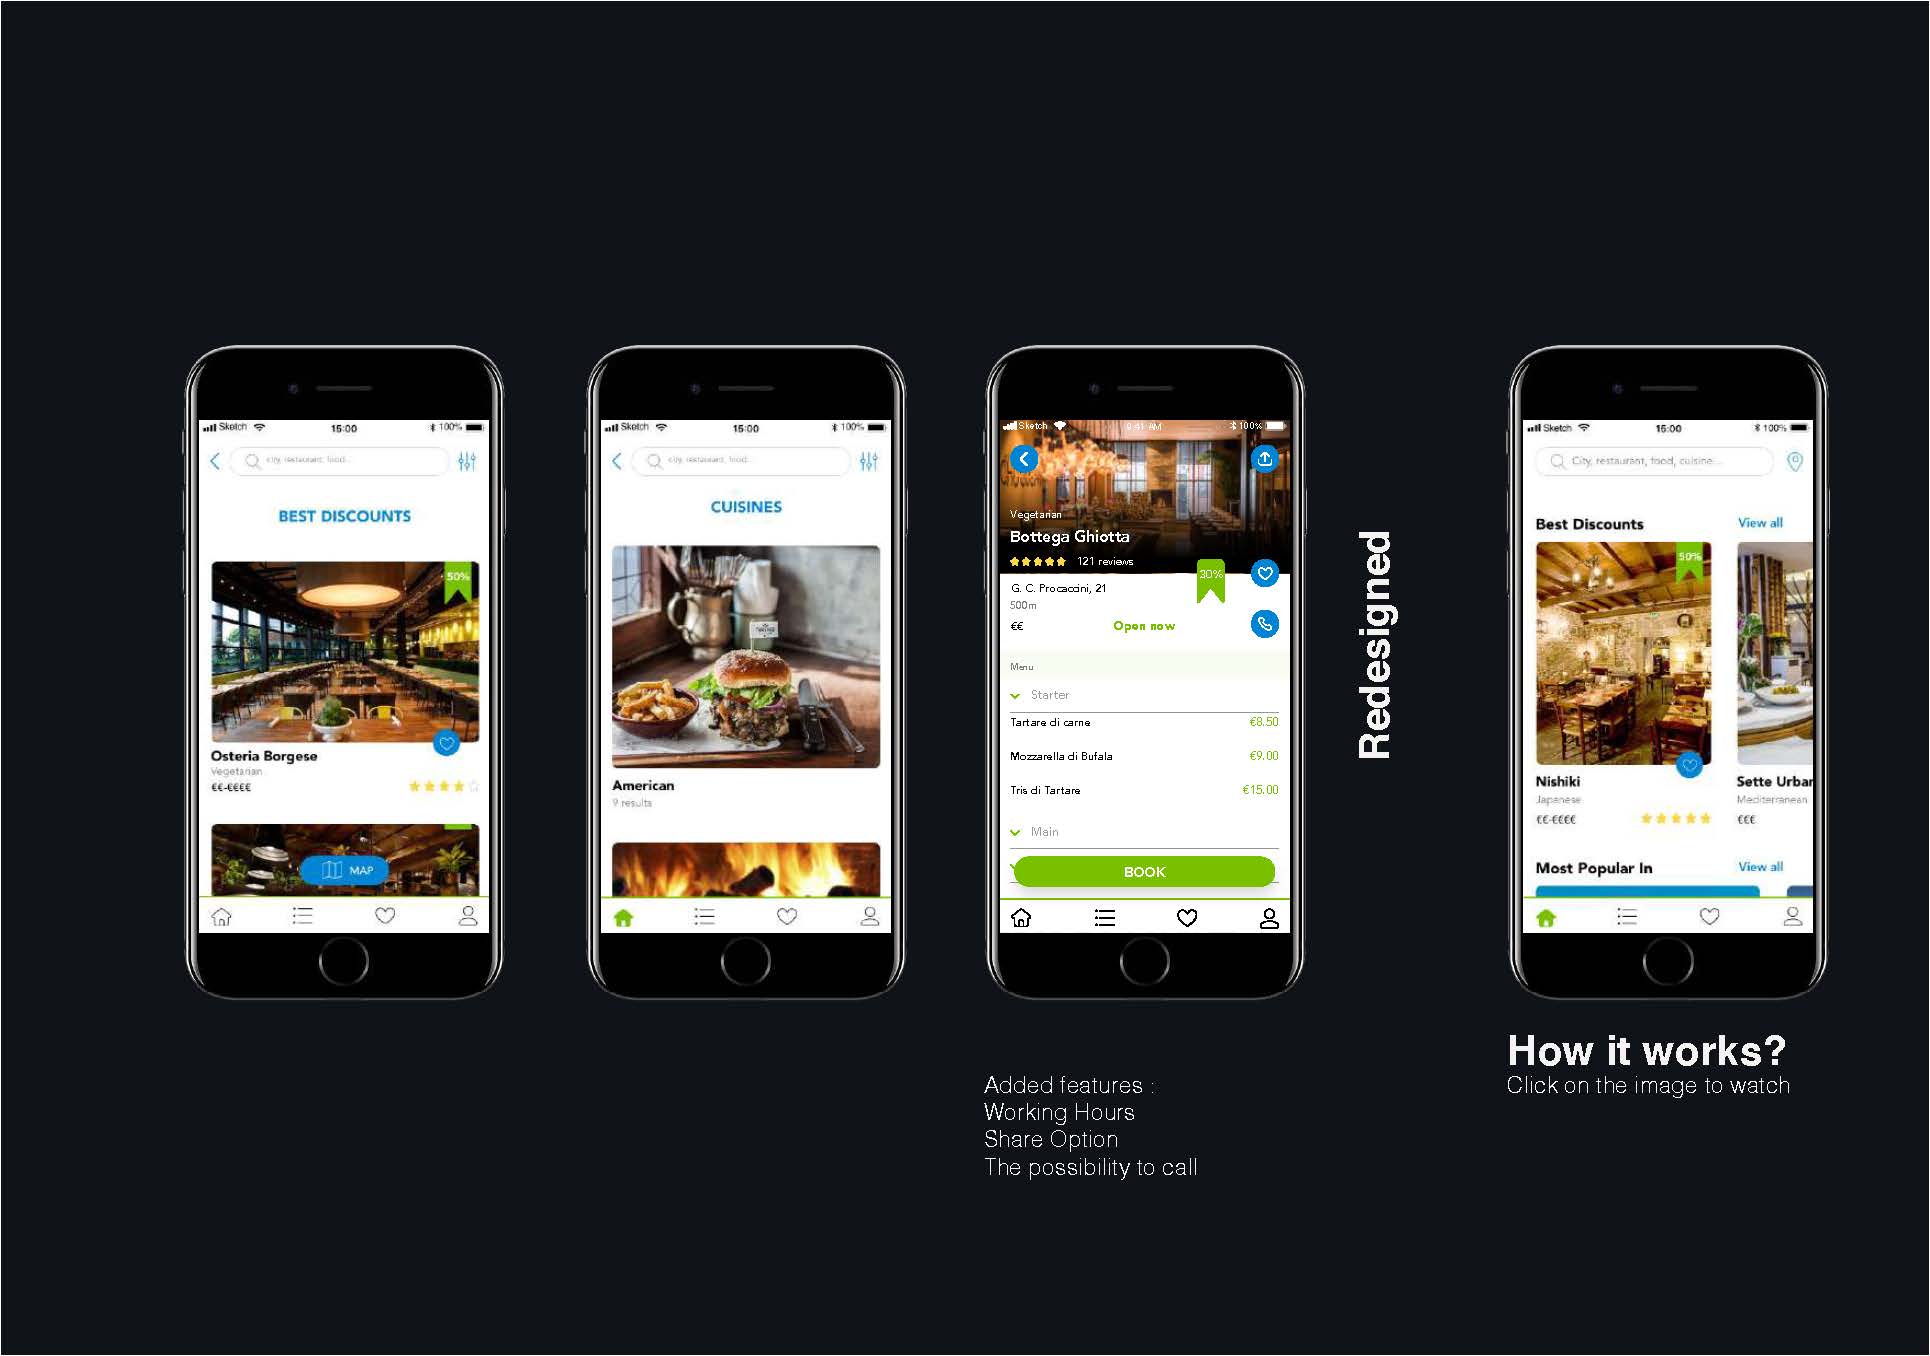 Sketch 15:00 100%
city, restaurant, food...
BEST DISCOUNTS
50%
Osteria Borgese
Vegetarian
€€-€€€€
MAP
Sketch 15:00 100%
city, restaurant, food...
CUISINES
American
9 results
Sketch 9:41 AM 100%
Vegetarian
Bottega Ghiotta
121 reviews
30%
G. C. Procaccini, 21
500m
€€ Open now
Menu
Starter
Tartare di carne €8.50
Mozzarella di Bufala €9.00
Tris di Tartare €15.00
Main
BOOK
Added features :
Working Hours
Share Option
The possibility to call
Redesigned
Sketch 15:00 100%
City, restaurant, food, cuisine...
Best Discounts View all
50%
Nishiki
Japanese
€€-€€€€
Sette Urbar
Mediterranean
€€€
Most Popular In View all
How it works?
Click on the image to watch